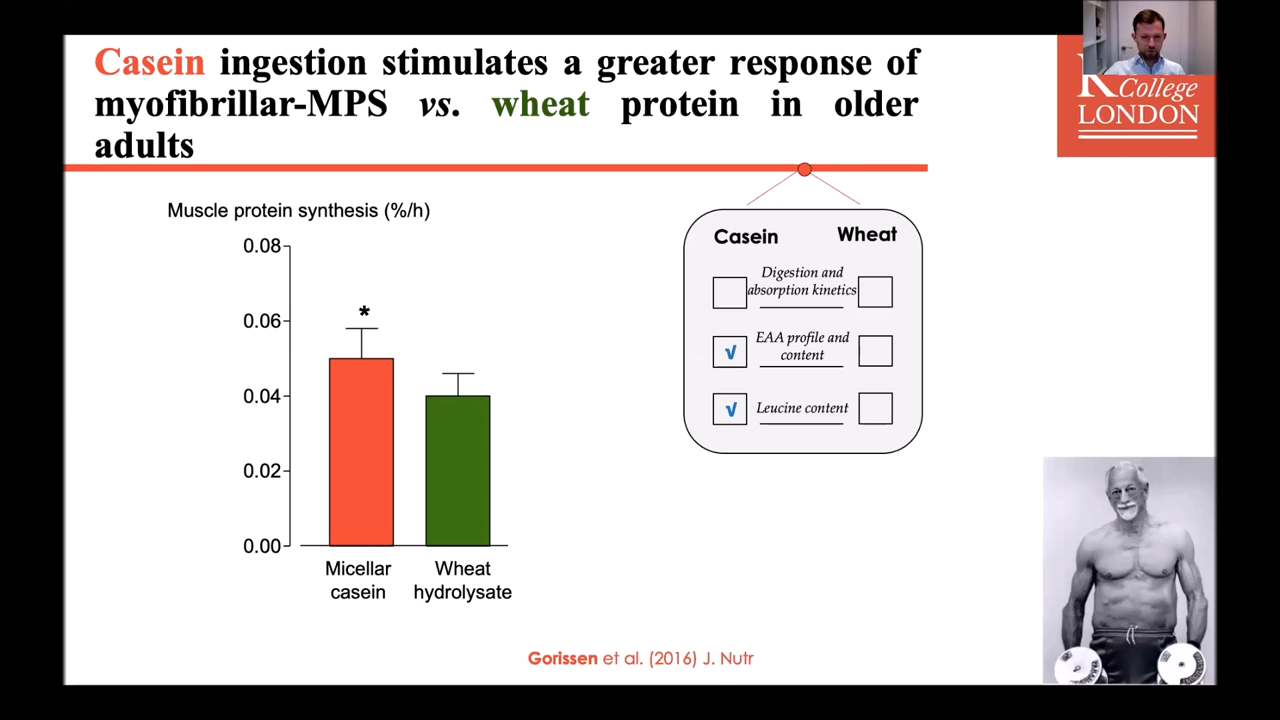 Casein ingestion stimulates a greater response of
myofibrillar-MPS vs. wheat protein in older
adults
College
LONDON
Muscle protein synthesis (%/h)
0.08
0.06
0.04
0.02
0.00
*
Micellar
casein
Wheat
hydrolysate
Casein
Wheat
Digestion and
absorption kinetics
√ EAA profile and
content
√ Leucine content
Gorissen et al. (2016) J. Nutr